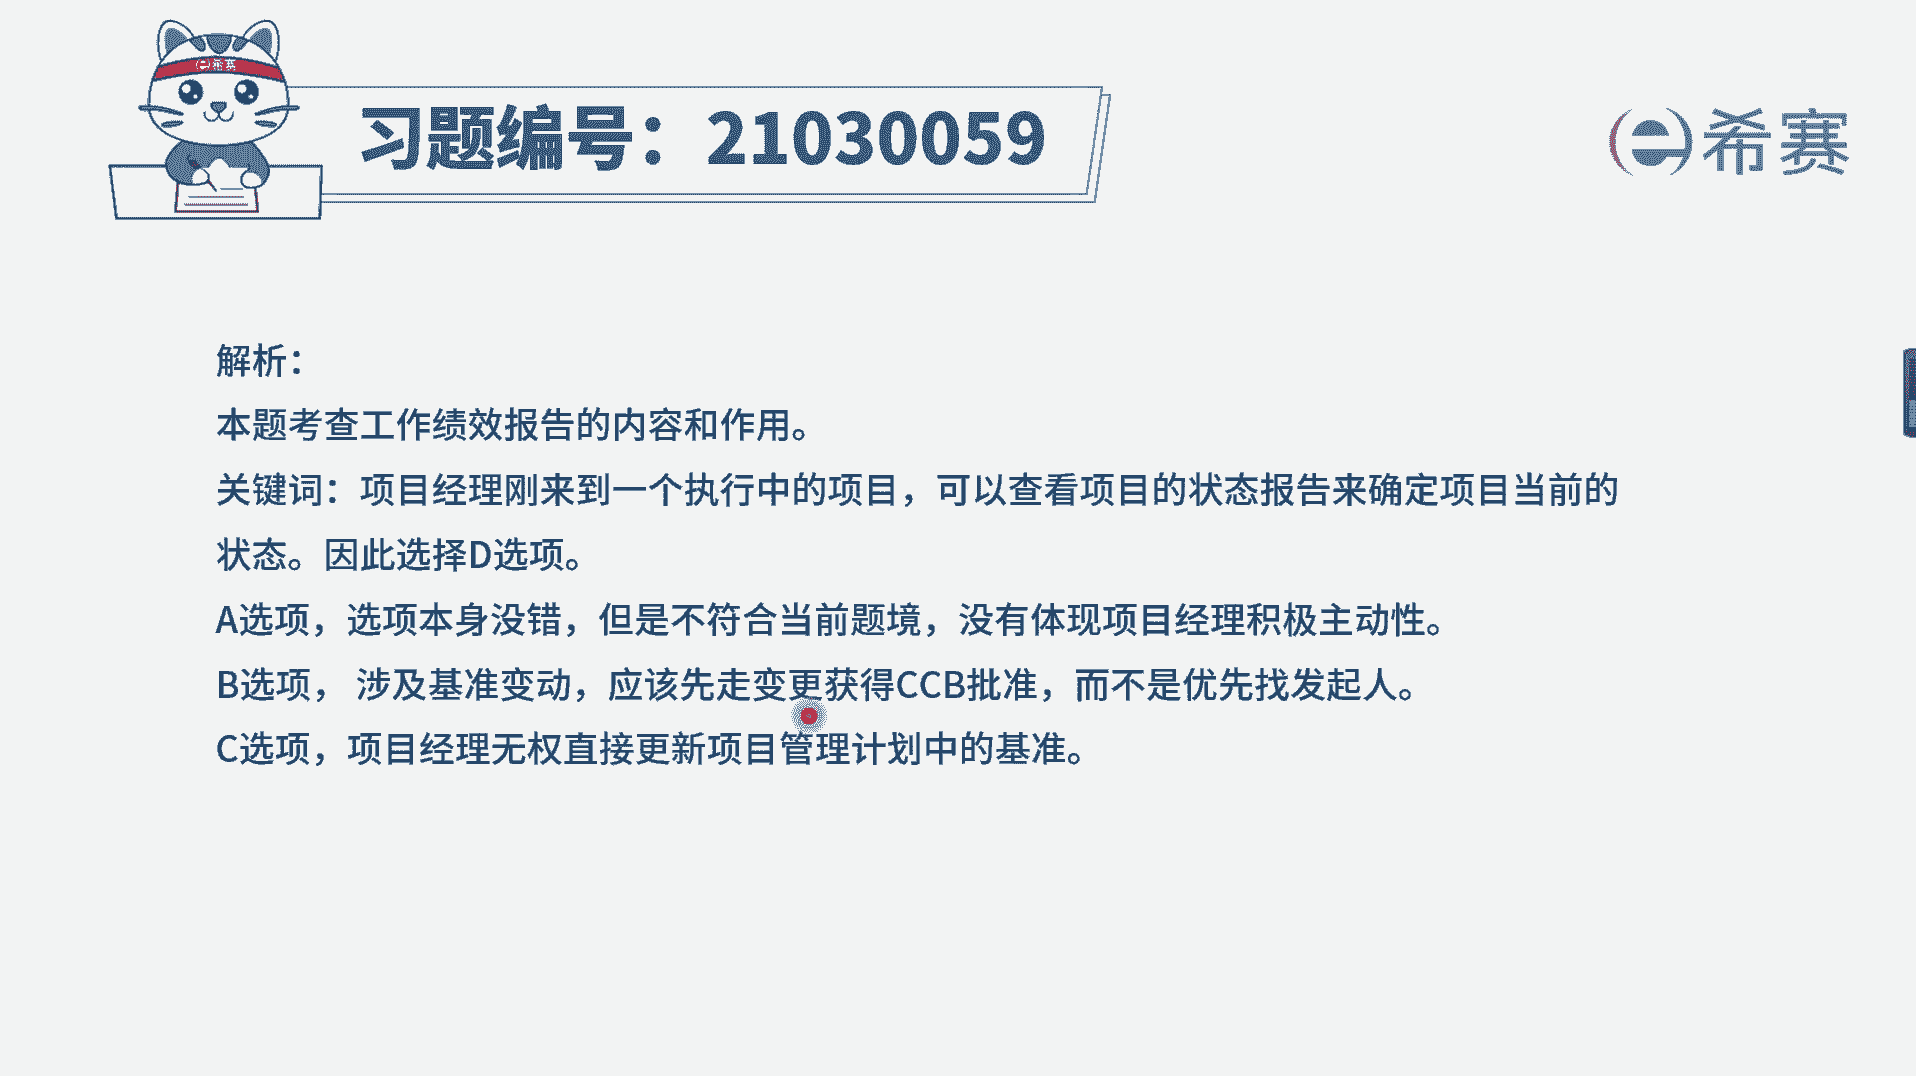 e希赛
习题编号：21030059
e希赛
解析：
本题考查工作绩效报告的内容和作用。
关键词：项目经理刚来到一个执行中的项目，可以查看项目的状态报告来确定项目当前的
状态。因此选择D选项。
A选项，选项本身没错，但是不符合当前题境，没有体现项目经理积极主动性。
B选项， 涉及基准变动，应该先走变更获得CCB批准，而不是优先找发起人。
C选项，项目经理无权直接更新项目管理计划中的基准。